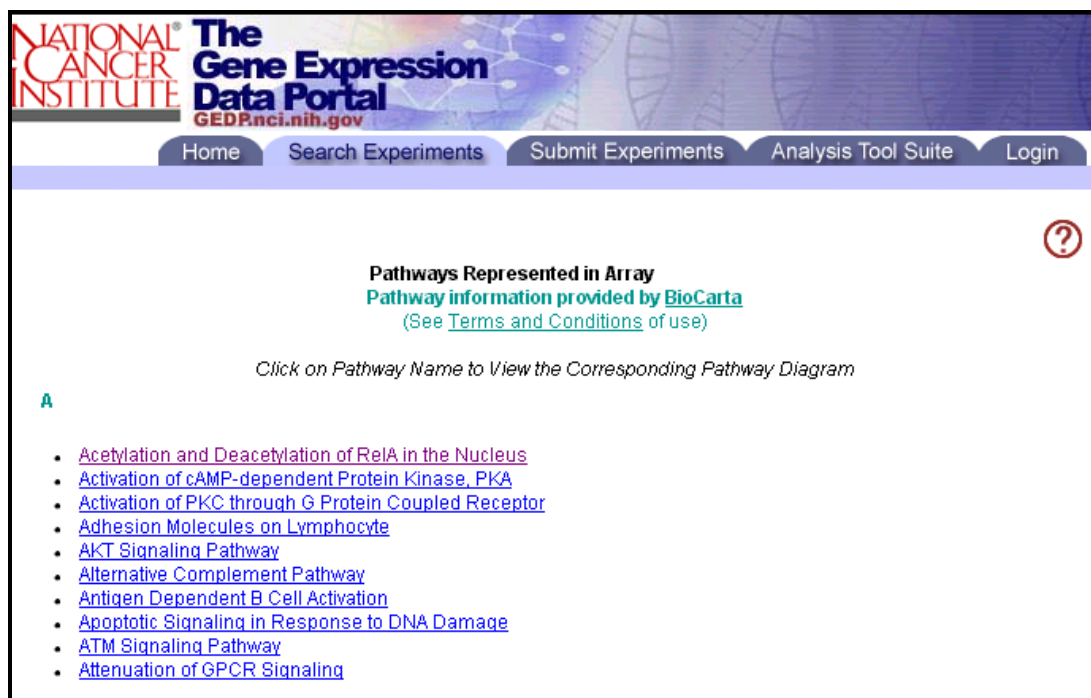 NATIONAL®
CANCER
INSTITUTE
The
Gene Expression
Data Portal
GEDP.nci.nih.gov
Home Search Experiments Submit Experiments Analysis Tool Suite Login
?
Pathways Represented in Array
Pathway information provided by BioCarta
(See Terms and Conditions of use)
Click on Pathway Name to View the Corresponding Pathway Diagram
A
• Acetylation and Deacetylation of RelA in the Nucleus
• Activation of cAMP-dependent Protein Kinase, PKA
• Activation of PKC through G Protein Coupled Receptor
• Adhesion Molecules on Lymphocyte
• AKT Signaling Pathway
• Alternative Complement Pathway
• Antigen Dependent B Cell Activation
• Apoptotic Signaling in Response to DNA Damage
• ATM Signaling Pathway
• Attenuation of GPCR Signaling